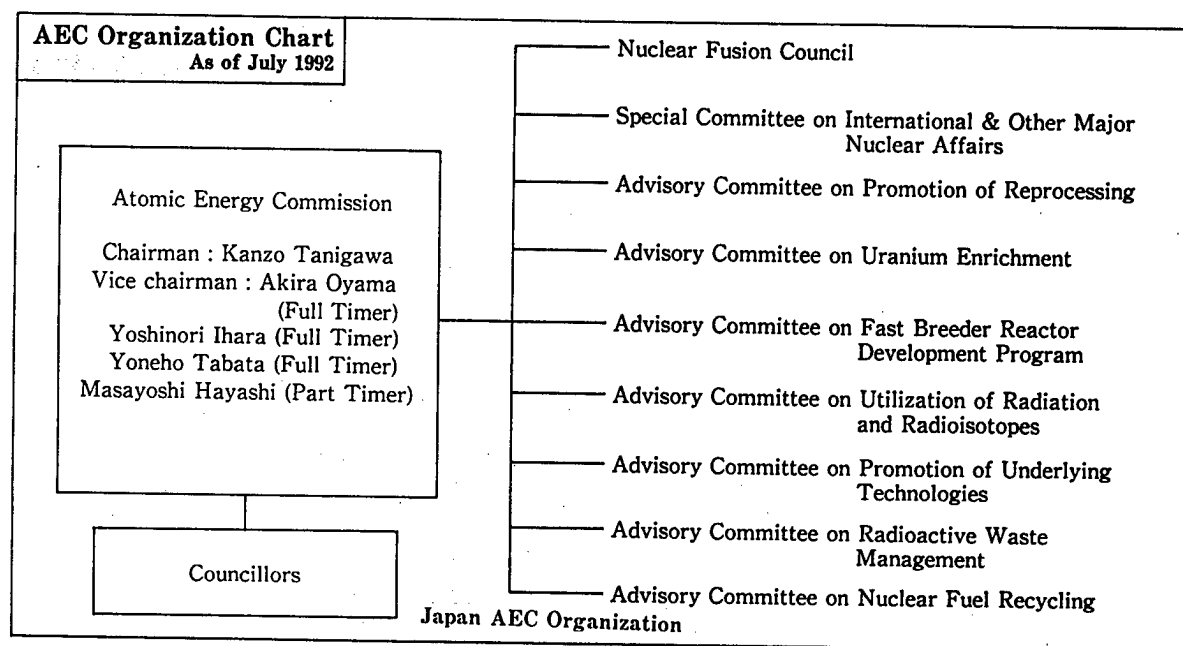 AEC Organization Chart
As of July 1992
Atomic Energy Commission
Chairman : Kanzo Tanigawa
Vice chairman : Akira Oyama
(Full Timer)
Yoshinori Ihara (Full Timer)
Yoneho Tabata (Full Timer)
Masayoshi Hayashi (Part Timer)
Councillors
Nuclear Fusion Council
Special Committee on International & Other Major
Nuclear Affairs
Advisory Committee on Promotion of Reprocessing
Advisory Committee on Uranium Enrichment
Advisory Committee on Fast Breeder Reactor
Development Program
Advisory Committee on Utilization of Radiation
and Radioisotopes
Advisory Committee on Promotion of Underlying
Technologies
Advisory Committee on Radioactive Waste
Management
Advisory Committee on Nuclear Fuel Recycling
Japan AEC Organization